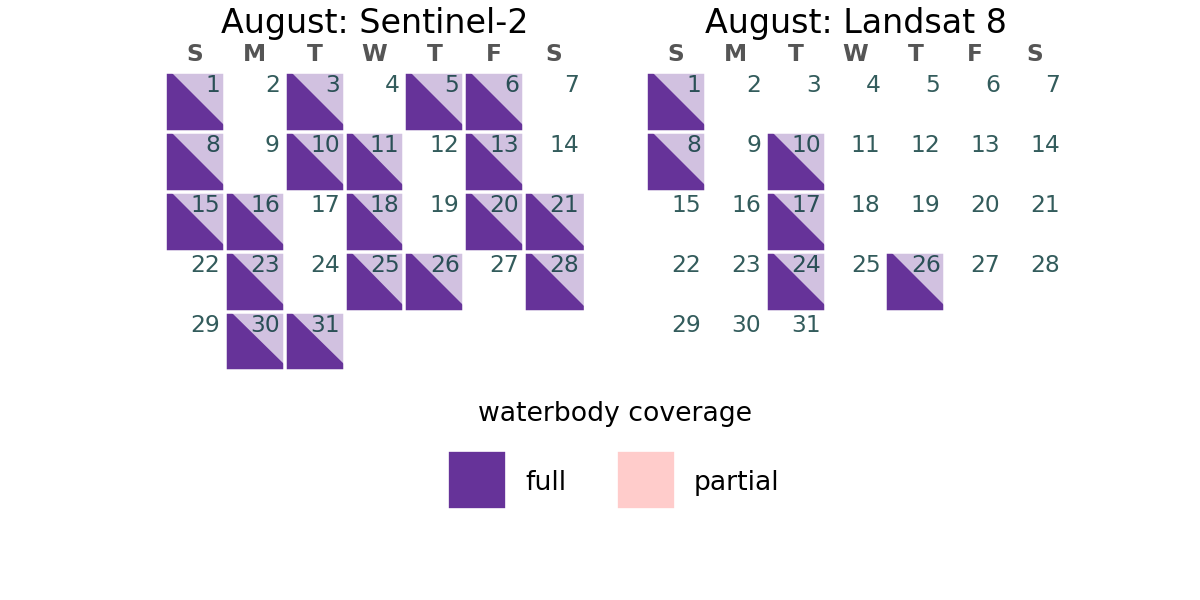 August: Sentinel-2
S M T W T F S
1 2 3 4 5 6 7
8 9 10 11 12 13 14
15 16 17 18 19 20 21
22 23 24 25 26 27 28
29 30 31
August: Landsat 8
S M T W T F S
1 2 3 4 5 6 7
8 9 10 11 12 13 14
15 16 17 18 19 20 21
22 23 24 25 26 27 28
29 30 31
waterbody coverage
full partial